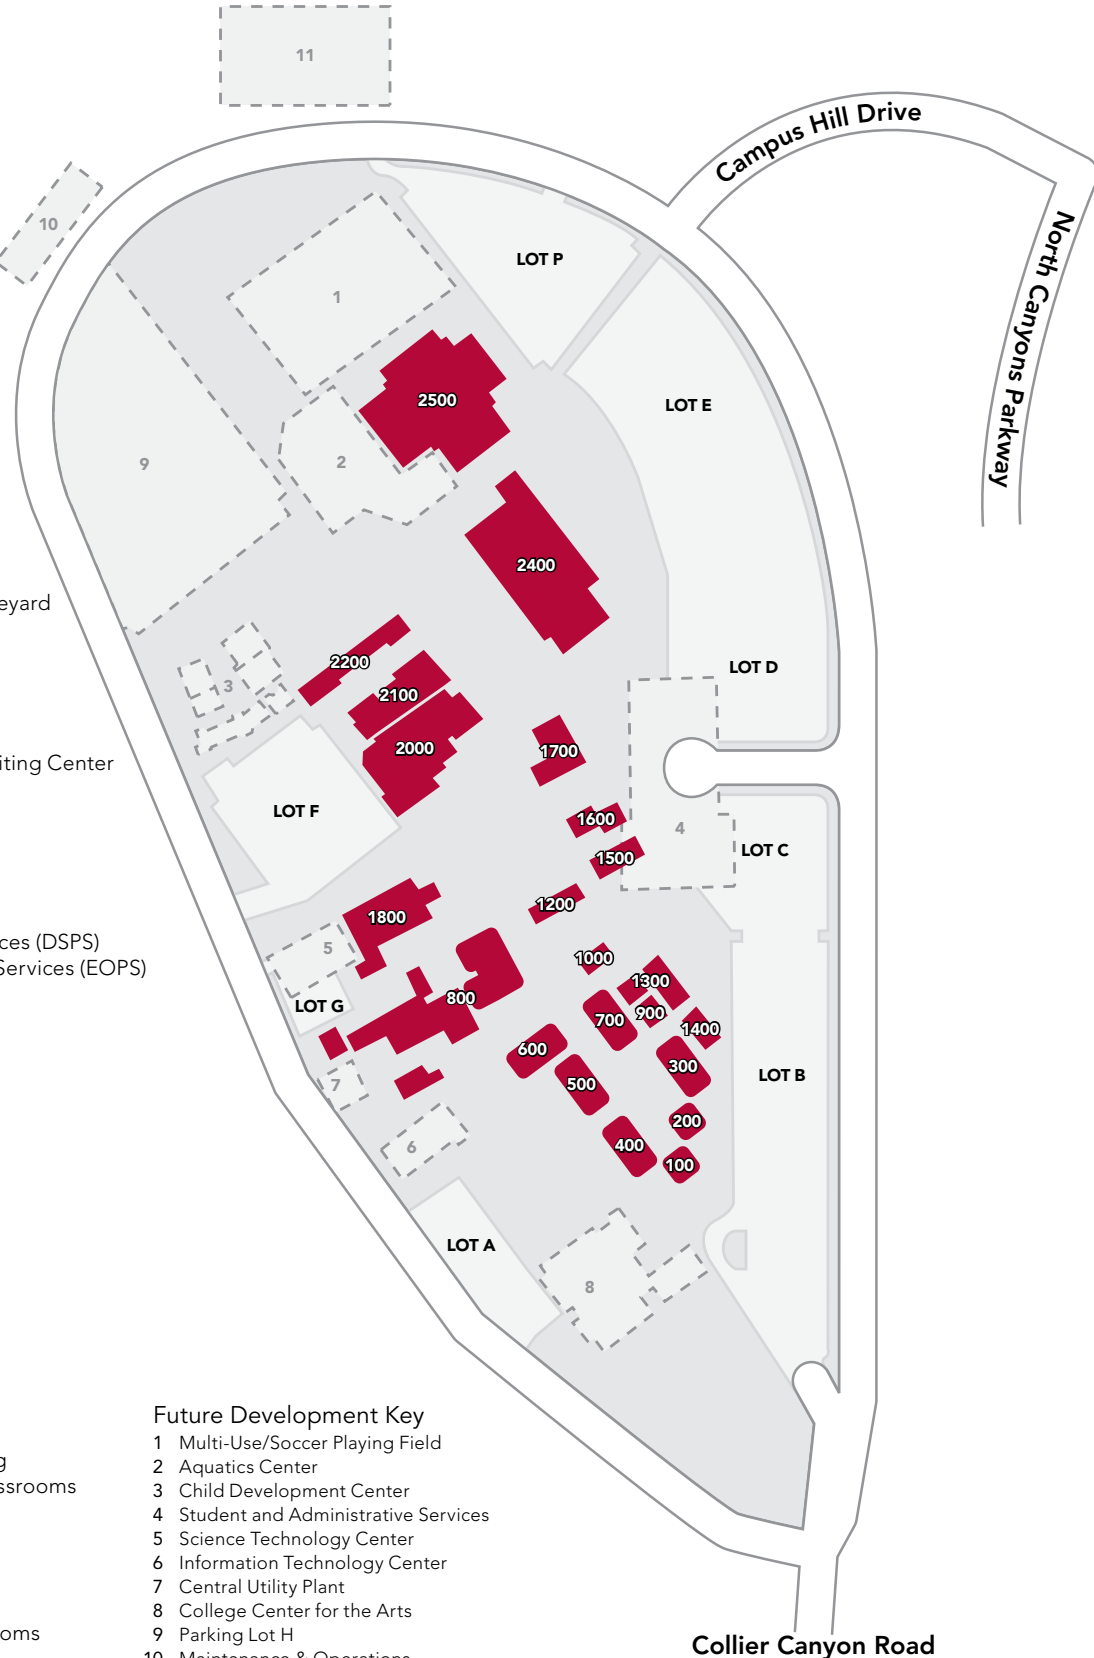 11
Campus Hill Drive
10
North Canyons Parkway
LOT P
1
2500
LOT E
9
2
2400
eyard
2200
3
2100
LOT D
2000
1700
iting Center
LOT F
1600
4
1500
LOT C
1200
1800
ces (DSPS)
5
1000
Services (EOPS)
1300
800
LOT G
900
700
1400
600
300
LOT B
7
500
200
6
400
100
LOT A
8
Future Development Key
1 Multi-Use/Soccer Playing Field
g
2 Aquatics Center
ssrooms
3 Child Development Center
4 Student and Administrative Services
5 Science Technology Center
6 Information Technology Center
7 Central Utility Plant
8 College Center for the Arts
ooms
9 Parking Lot H
10 Maintenance & Operations
Collier Canyon Road